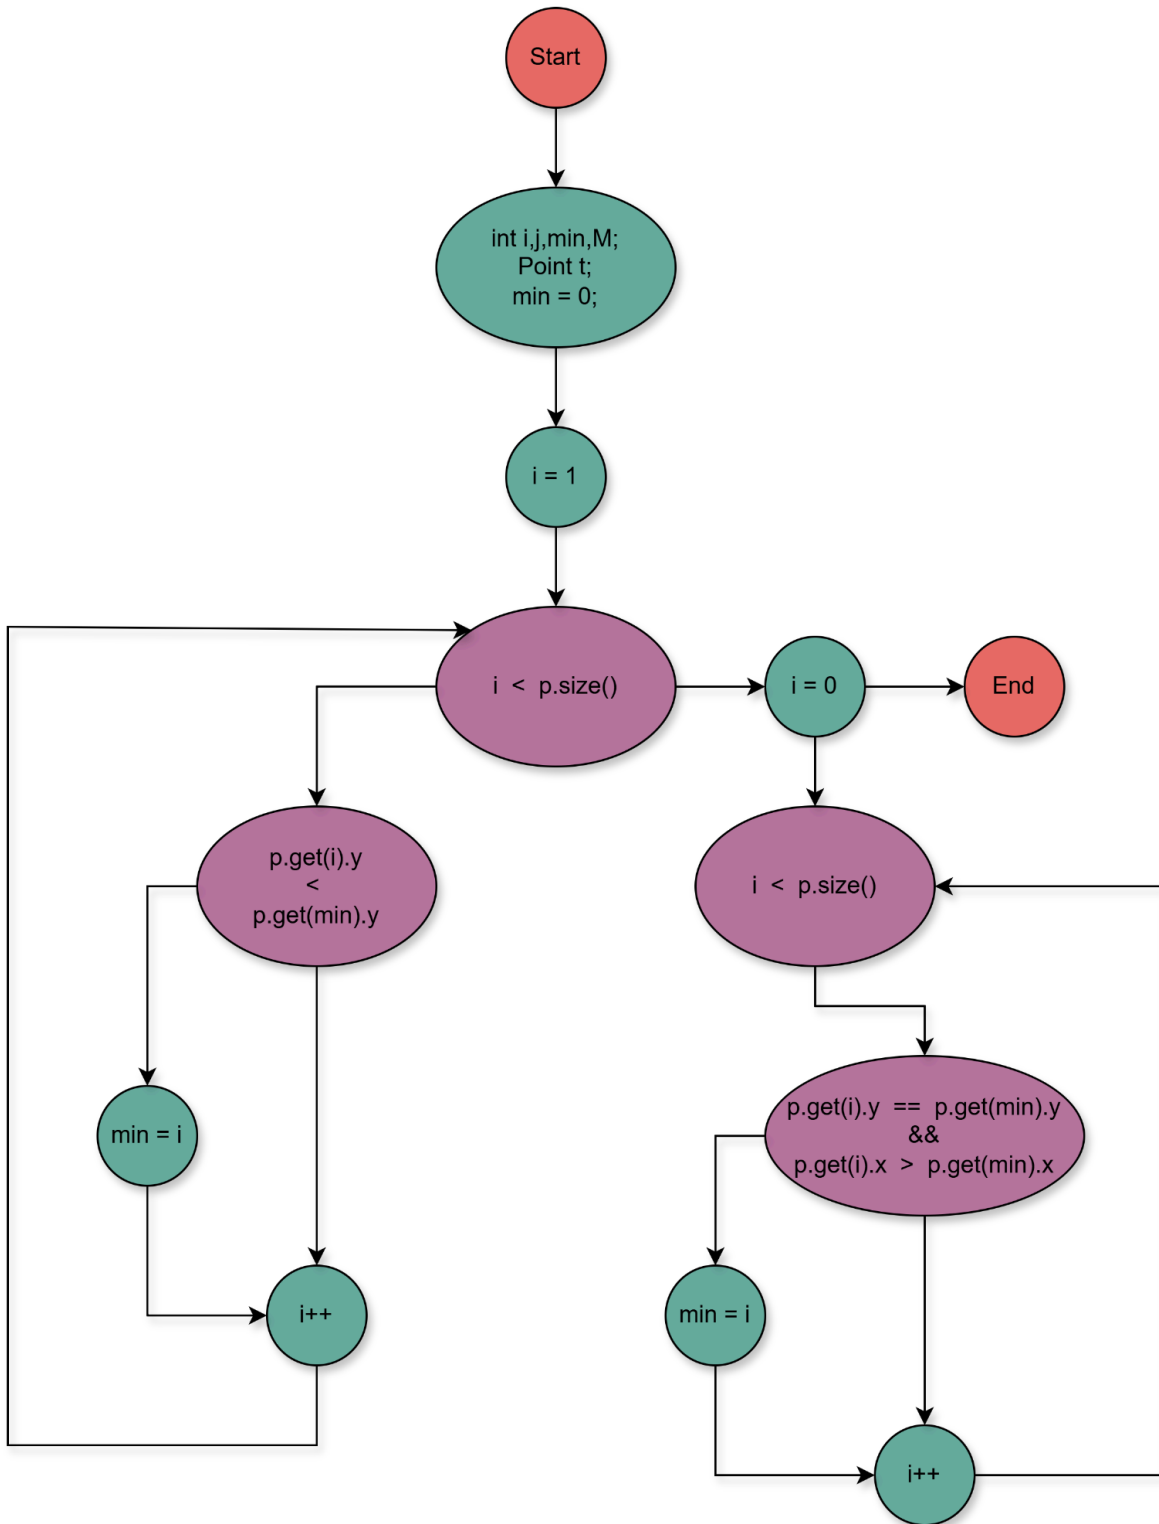 Start
int i,j,min,M;
Point t;
min = 0;
i = 1
i < p.size()
i = 0
End
p.get(i).y
<
p.get(min).y
i < p.size()
min = i
p.get(i).y == p.get(min).y
&&
p.get(i).x > p.get(min).x
i++
min = i
i++